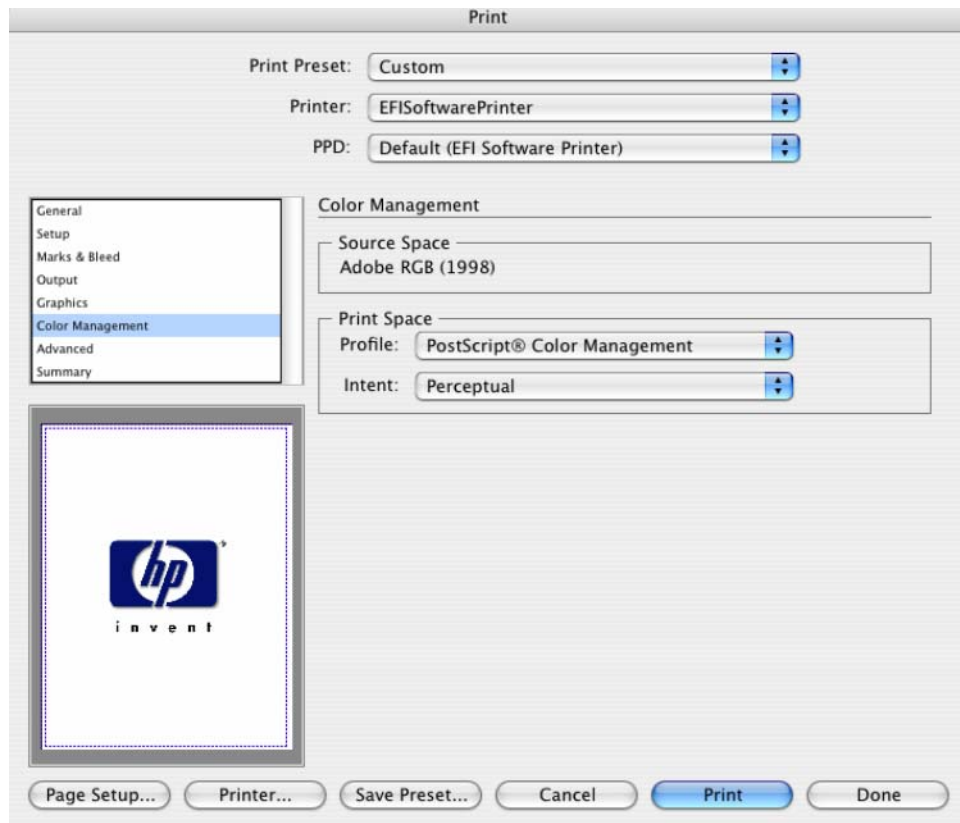 Print
Print Preset: Custom
Printer: EFISoftwarePrinter
PPD: Default (EFI Software Printer)
General
Setup
Marks & Bleed
Output
Graphics
Color Management
Advanced
Summary
Color Management
Source Space
Adobe RGB (1998)
Print Space
Profile: PostScript® Color Management
Intent: Perceptual
hp
invent
Page Setup... Printer... Save Preset... Cancel Print Done